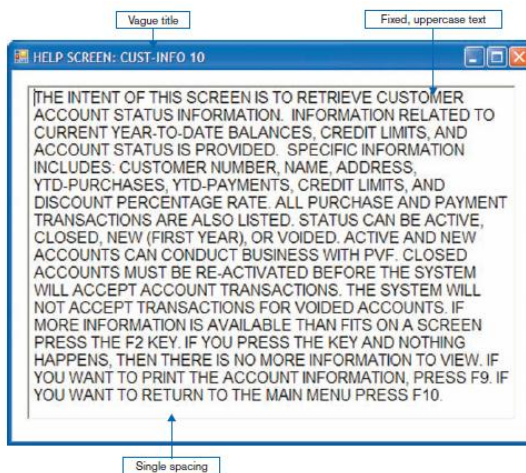 Vague title
Fixed, uppercase text
HELP SCREEN: CUST-INFO 10
THE INTENT OF THIS SCREEN IS TO RETRIEVE CUSTOMER
ACCOUNT STATUS INFORMATION.  INFORMATION RELATED TO
CURRENT YEAR-TO-DATE BALANCES, CREDIT LIMITS, AND
ACCOUNT STATUS IS PROVIDED.  SPECIFIC INFORMATION
INCLUDES: CUSTOMER NUMBER, NAME, ADDRESS,
YTD-PURCHASES, YTD-PAYMENTS, CREDIT LIMITS, AND
DISCOUNT PERCENTAGE RATE. ALL PURCHASE AND PAYMENT
TRANSACTIONS ARE ALSO LISTED. STATUS CAN BE ACTIVE,
CLOSED, NEW (FIRST YEAR), OR VOIDED. ACTIVE AND NEW
ACCOUNTS CAN CONDUCT BUSINESS WITH PVF. CLOSED
ACCOUNTS MUST BE RE-ACTIVATED BEFORE THE SYSTEM
WILL ACCEPT ACCOUNT TRANSACTIONS. THE SYSTEM WILL
NOT ACCEPT TRANSACTIONS FOR VOIDED ACCOUNTS. IF
MORE INFORMATION IS AVAILABLE THAN FITS ON A SCREEN
PRESS THE F2 KEY. IF YOU PRESS THE KEY AND NOTHING
HAPPENS, THEN THERE IS NO MORE INFORMATION TO VIEW. IF
YOU WANT TO PRINT THE ACCOUNT INFORMATION, PRESS F9. IF
YOU WANT TO RETURN TO THE MAIN MENU PRESS F10.
Single spacing